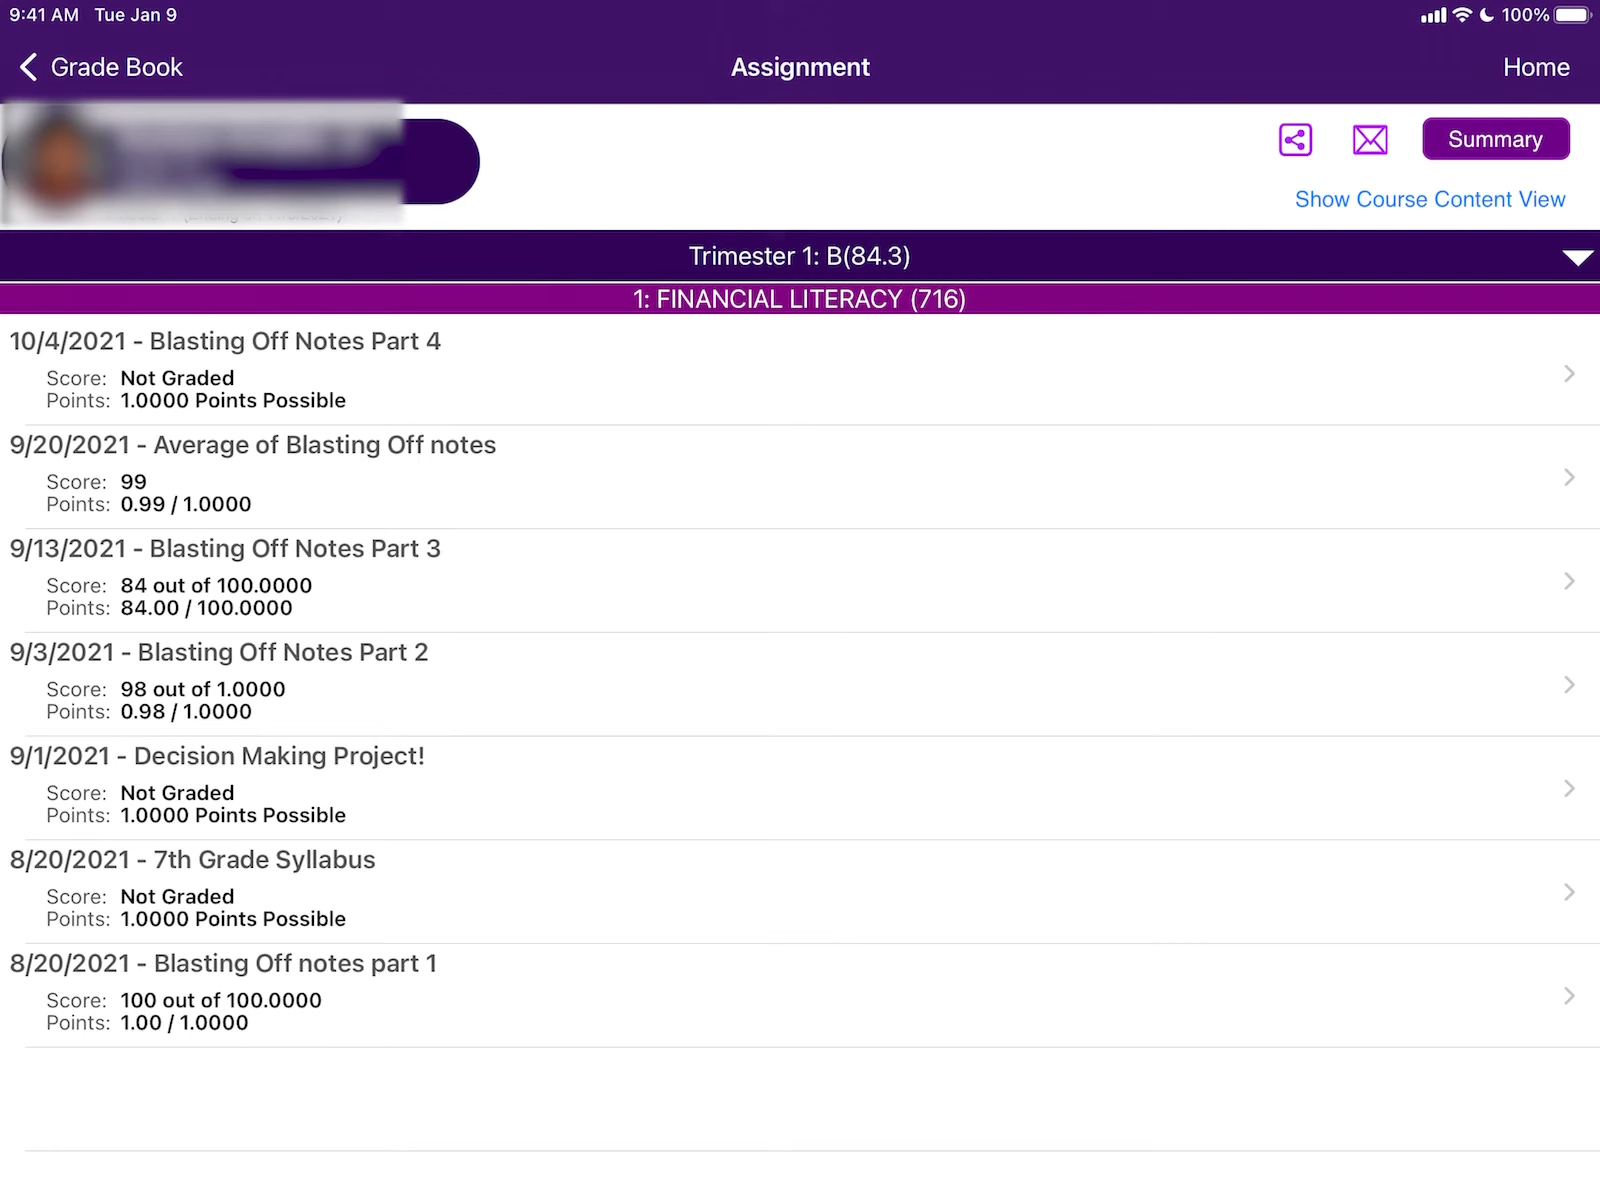 9:41 AM Tue Jan 9
100%
Grade Book
Assignment
Home
Summary
Show Course Content View
Trimester 1: B(84.3)
1: FINANCIAL LITERACY (716)
10/4/2021 - Blasting Off Notes Part 4
Score: Not Graded
Points: 1.0000 Points Possible
9/20/2021 - Average of Blasting Off notes
Score: 99
Points: 0.99 / 1.0000
9/13/2021 - Blasting Off Notes Part 3
Score: 84 out of 100.0000
Points: 84.00 / 100.0000
9/3/2021 - Blasting Off Notes Part 2
Score: 98 out of 1.0000
Points: 0.98 / 1.0000
9/1/2021 - Decision Making Project!
Score: Not Graded
Points: 1.0000 Points Possible
8/20/2021 - 7th Grade Syllabus
Score: Not Graded
Points: 1.0000 Points Possible
8/20/2021 - Blasting Off notes part 1
Score: 100 out of 100.0000
Points: 1.00 / 1.0000